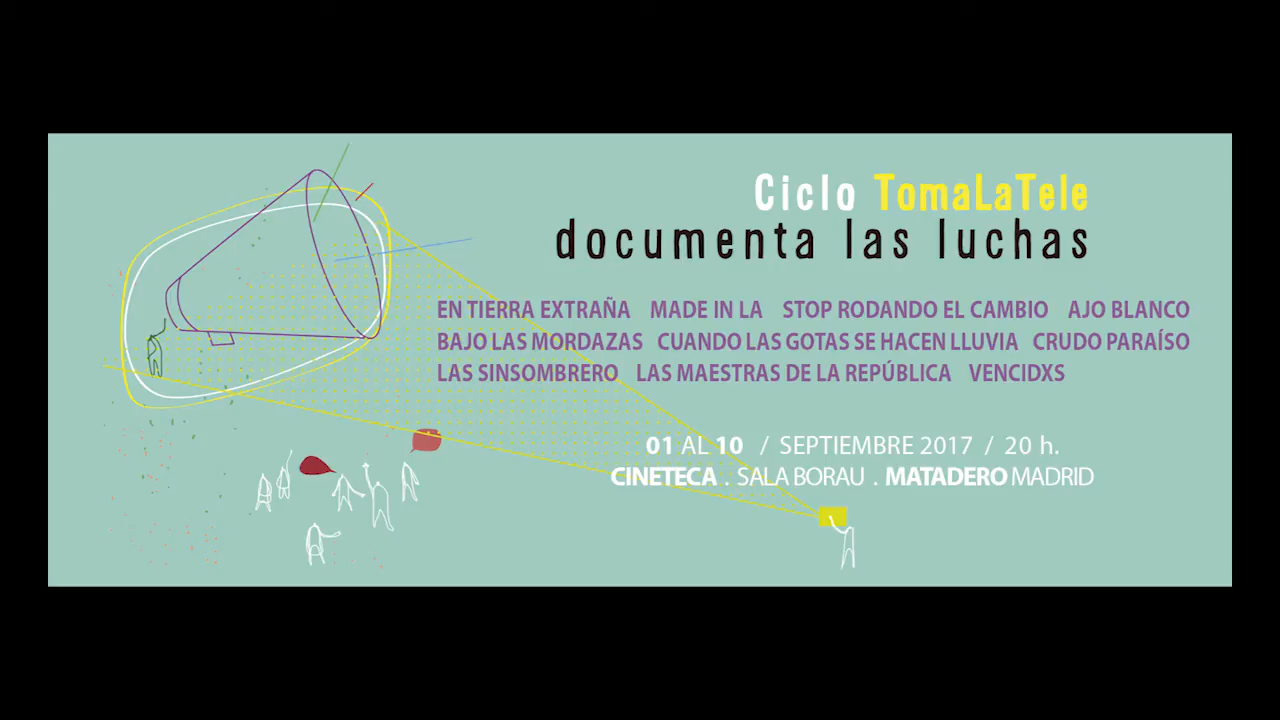 Ciclo TomaLaTele
documenta las luchas
EN TIERRA EXTRAÑA MADE IN LA STOP RODANDO EL CAMBIO AJO BLANCO
BAJO LAS MORDAZAS CUANDO LAS GOTAS SE HACEN LLUVIA CRUDO PARAÍSO
LAS SINSOMBRERO LAS MAESTRAS DE LA REPÚBLICA VENCIDXS
01 AL 10 / SEPTIEMBRE 2017 / 20 h.
CINETECA . SALA BORAU . MATADERO MADRID